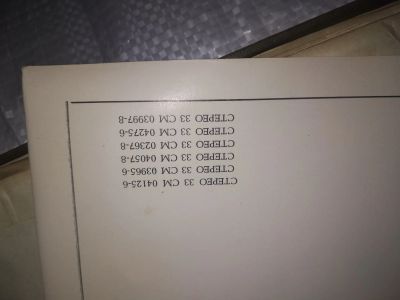 СТЕРЕО 33 СМ 04125-6
СТЕРЕО 33 СМ 03965-6
СТЕРЕО 33 СМ 04057-8
СТЕРЕО 33 СМ 02367-8
СТЕРЕО 33 СМ 04275-6
СТЕРЕО 33 СМ 03997-8